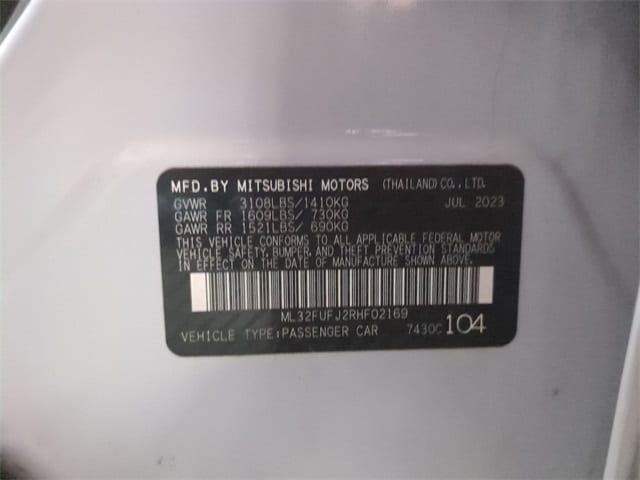 MFD.BY MITSUBISHI MOTORS (THAILAND)CO.,LTD.
GVWR 3108LBS/1410KG JUL 2023
GAWR FR 1609LBS/ 730KG
GAWR RR 1521LBS/ 690KG
THIS VEHICLE CONFORMS TO ALL APPLICABLE FEDERAL MOTOR
VEHICLE SAFETY,BUMPER,AND THEFT PREVENTION STANDARDS
IN EFFECT ON THE DATE OF MANUFACTURE SHOWN ABOVE.
ML32FUFJ2RHF02169
VEHICLE TYPE:PASSENGER CAR 7430C 104